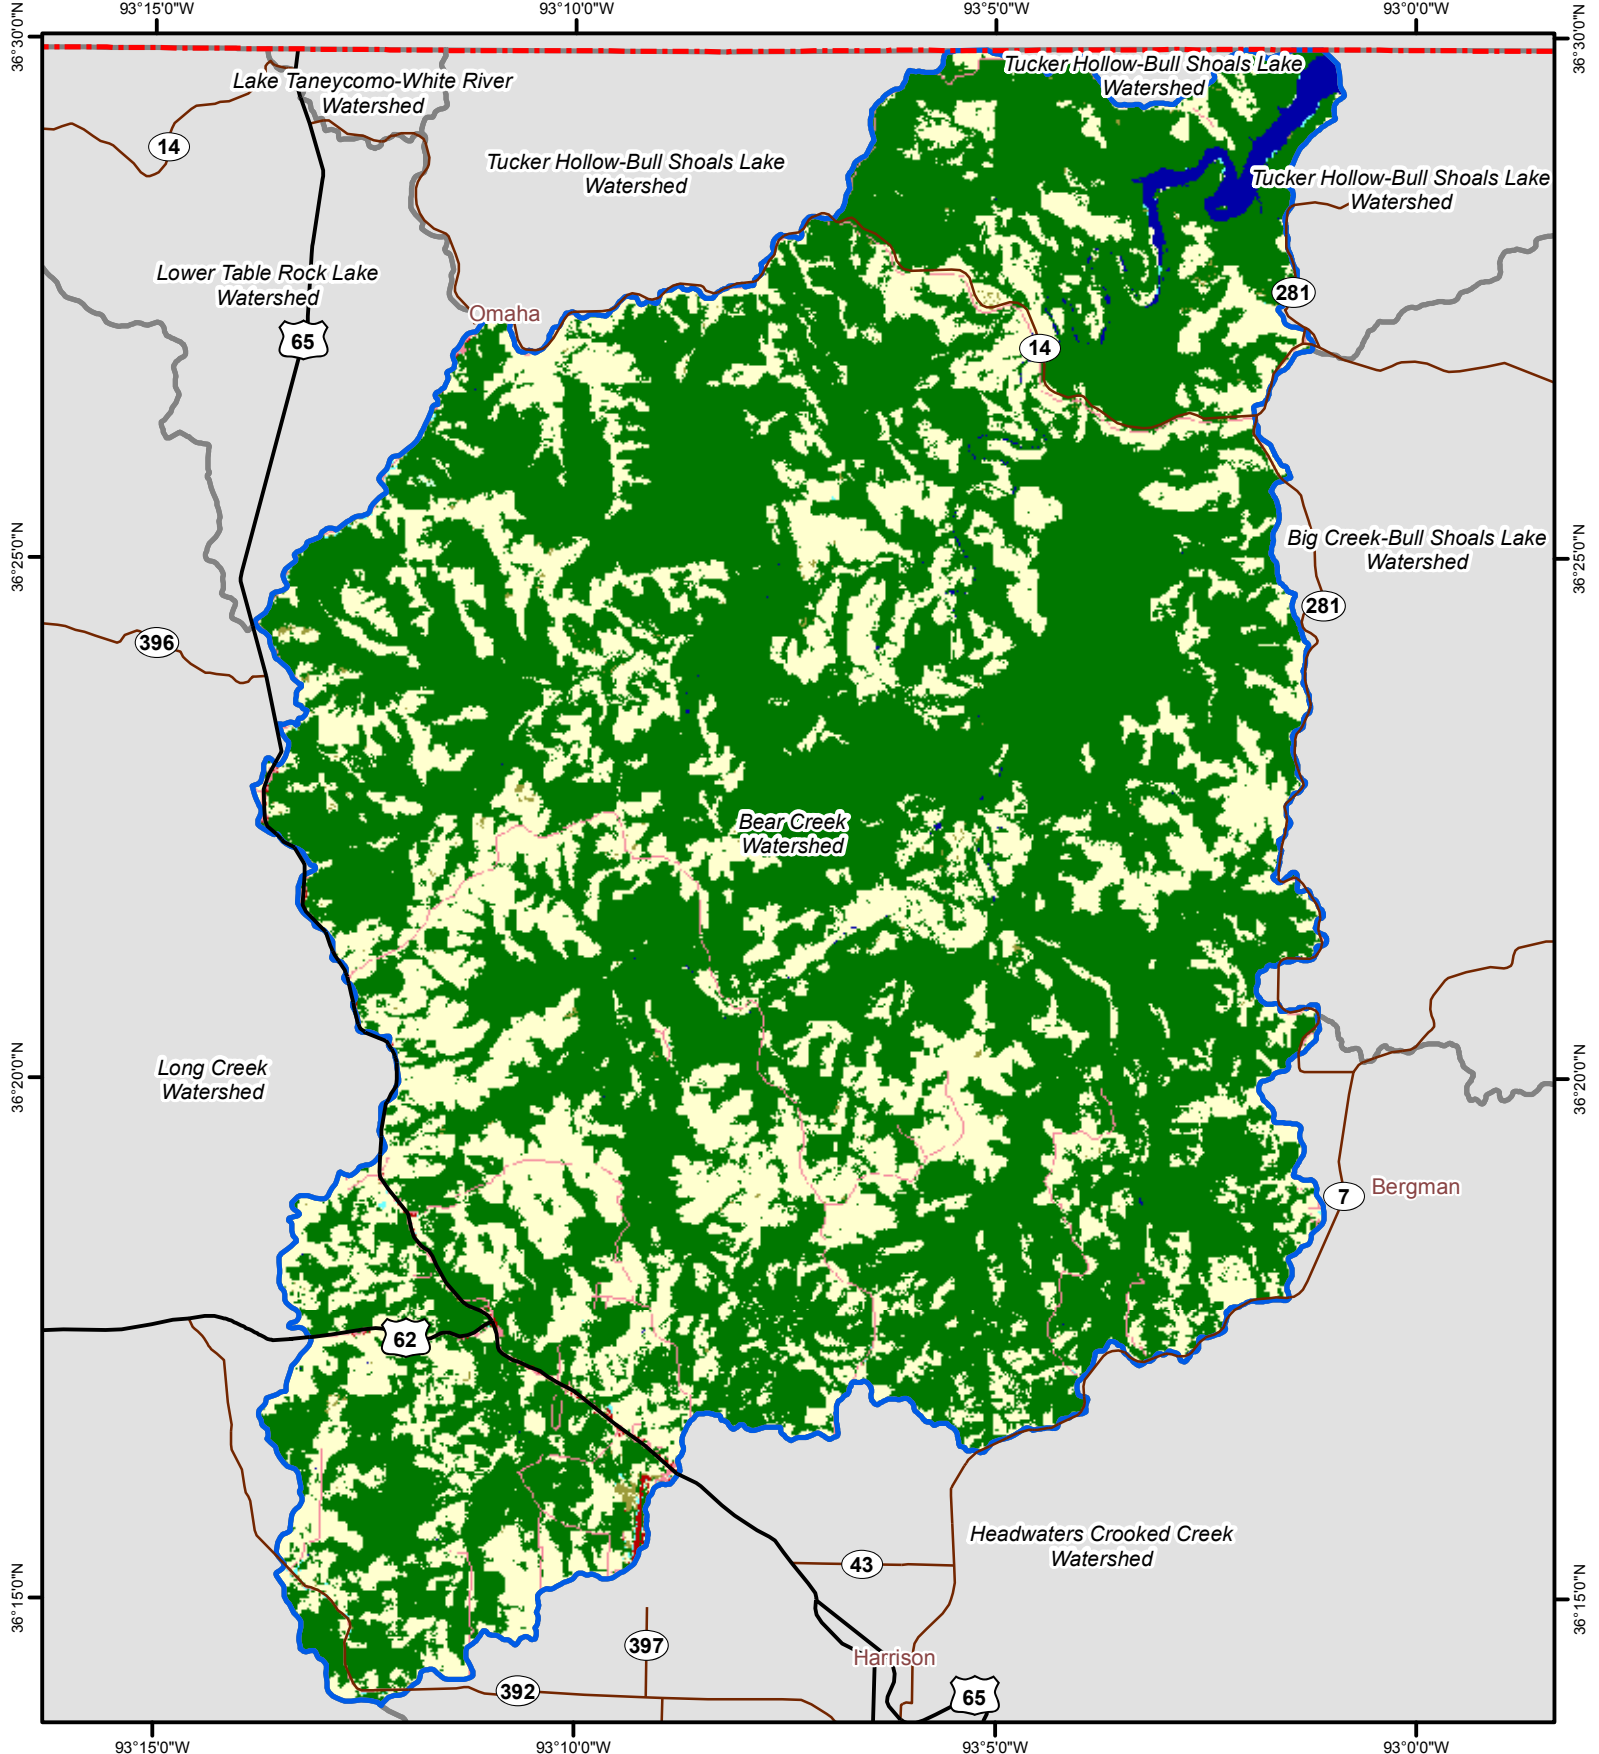 93°15'0"W
93°10'0"W
93°5'0"W
93°0'0"W
36°30'0"N
36°30'0"N
Lake Taneycomo-White River
Watershed
Tucker Hollow-Bull Shoals Lake
Watershed
14
Tucker Hollow-Bull Shoals Lake
Watershed
Tucker Hollow-Bull Shoals Lake
Watershed
Lower Table Rock Lake
Watershed
281
Omaha
65
14
36°25'0"N
36°25'0"N
Big Creek-Bull Shoals Lake
Watershed
281
396
Bear Creek
Watershed
Long Creek
Watershed
36°20'0"N
36°20'0"N
7
Bergman
62
Headwaters Crooked Creek
Watershed
43
36°15'0"N
36°15'0"N
397
Harrison
392
65
93°15'0"W
93°10'0"W
93°5'0"W
93°0'0"W